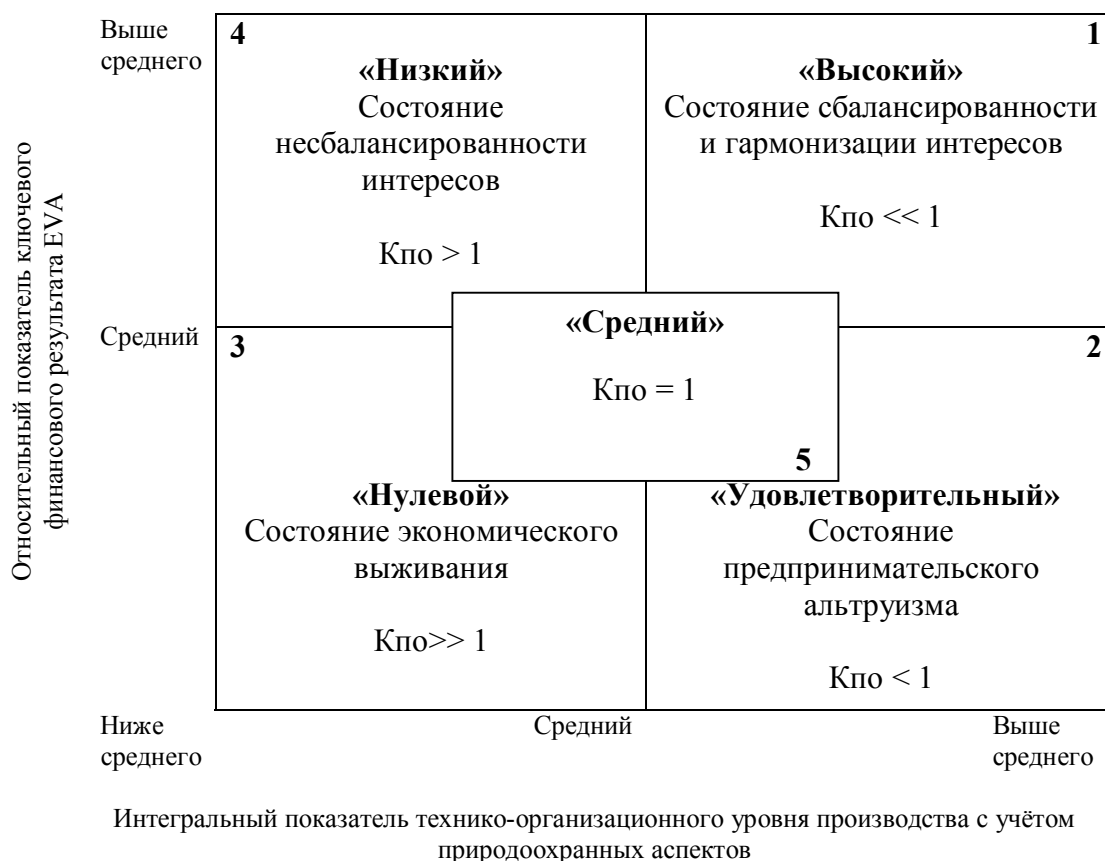 Относительный показатель ключевого
финансового результата EVA
Выше
среднего
4
«Низкий»
Состояние
несбалансированности
интересов
Кпо > 1
1
«Высокий»
Состояние сбалансированности
и гармонизации интересов
Кпо << 1
Средний
«Средний»
Кпо = 1
5
3
«Нулевой»
Состояние экономического
выживания
Кпо>> 1
2
«Удовлетворительный»
Состояние
предпринимательского
альтруизма
Кпо < 1
Ниже
среднего
Средний
Выше
среднего
Интегральный показатель технико-организационного уровня производства с учётом
природоохранных аспектов